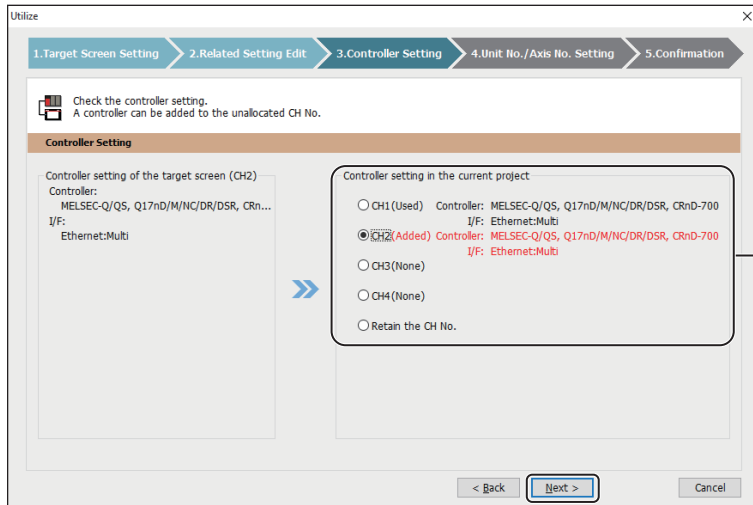 Utilize
1.Target Screen Setting
2.Related Setting Edit
3.Controller Setting
4.Unit No./Axis No. Setting
5.Confirmation
Check the controller setting.
A controller can be added to the unallocated CH No.
Controller Setting
Controller setting of the target screen (CH2)
Controller:
MELSEC-Q/QS, Q17nD/M/NC/DR/DSR, CRn...
I/F:
Ethernet:Multi
Controller setting in the current project
CH1(Used) Controller: MELSEC-Q/QS, Q17nD/M/NC/DR/DSR, CRnD-700
I/F: Ethernet:Multi
CH2(Added) Controller: MELSEC-Q/QS, Q17nD/M/NC/DR/DSR, CRnD-700
I/F: Ethernet:Multi
CH3(None)
CH4(None)
Retain the CH No.
< Back
Next >
Cancel